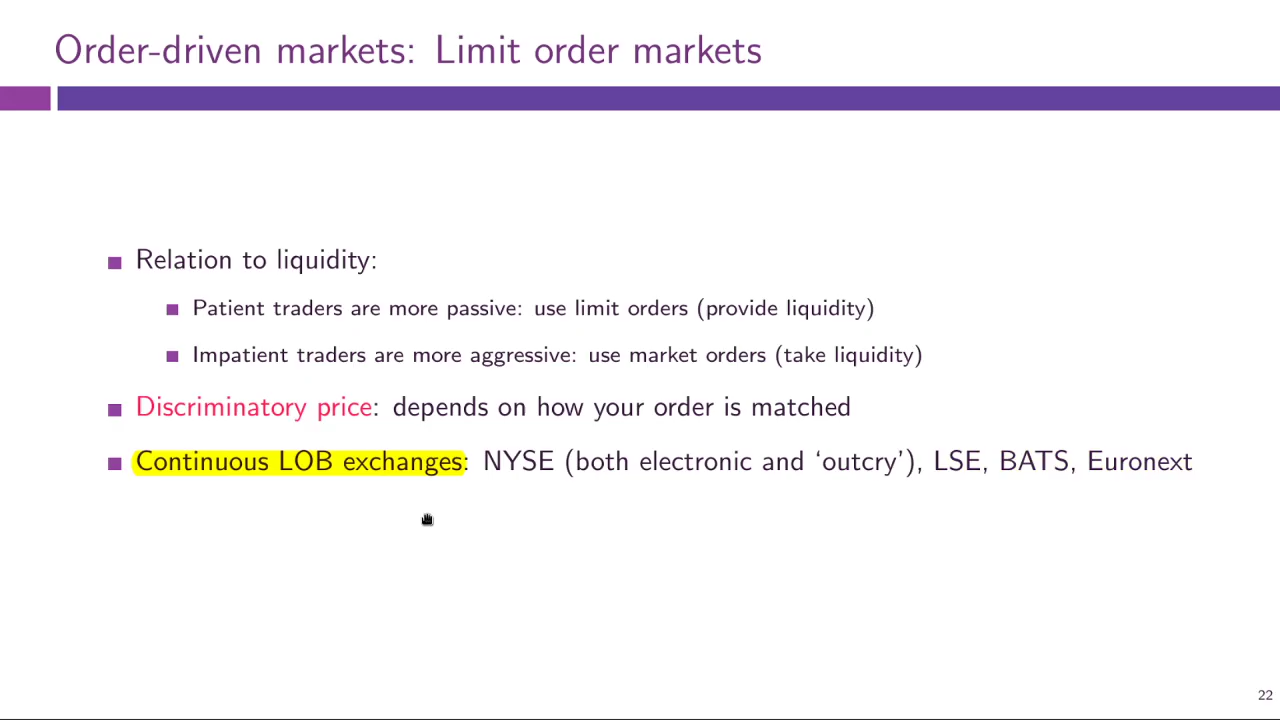 Order-driven markets: Limit order markets
Relation to liquidity:
Patient traders are more passive: use limit orders (provide liquidity)
Impatient traders are more aggressive: use market orders (take liquidity)
Discriminatory price: depends on how your order is matched
Continuous LOB exchanges: NYSE (both electronic and ‘outcry’), LSE, BATS, Euronext
22